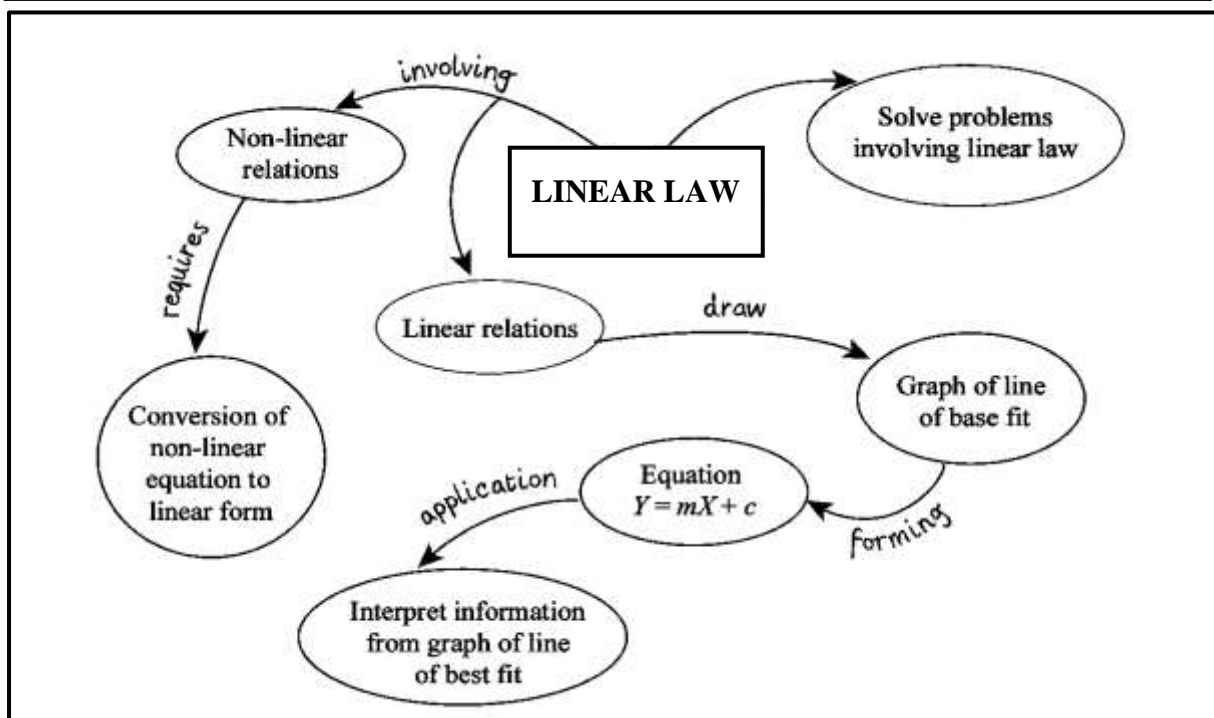 involving
Non-linear
relations
Solve problems
involving linear law
LINEAR LAW
requires
Linear relations
draw
Graph of line
of base fit
Conversion of
non-linear
equation to
linear form
Equation
Y = mX + c
application
forming
Interpret information
from graph of line
of best fit